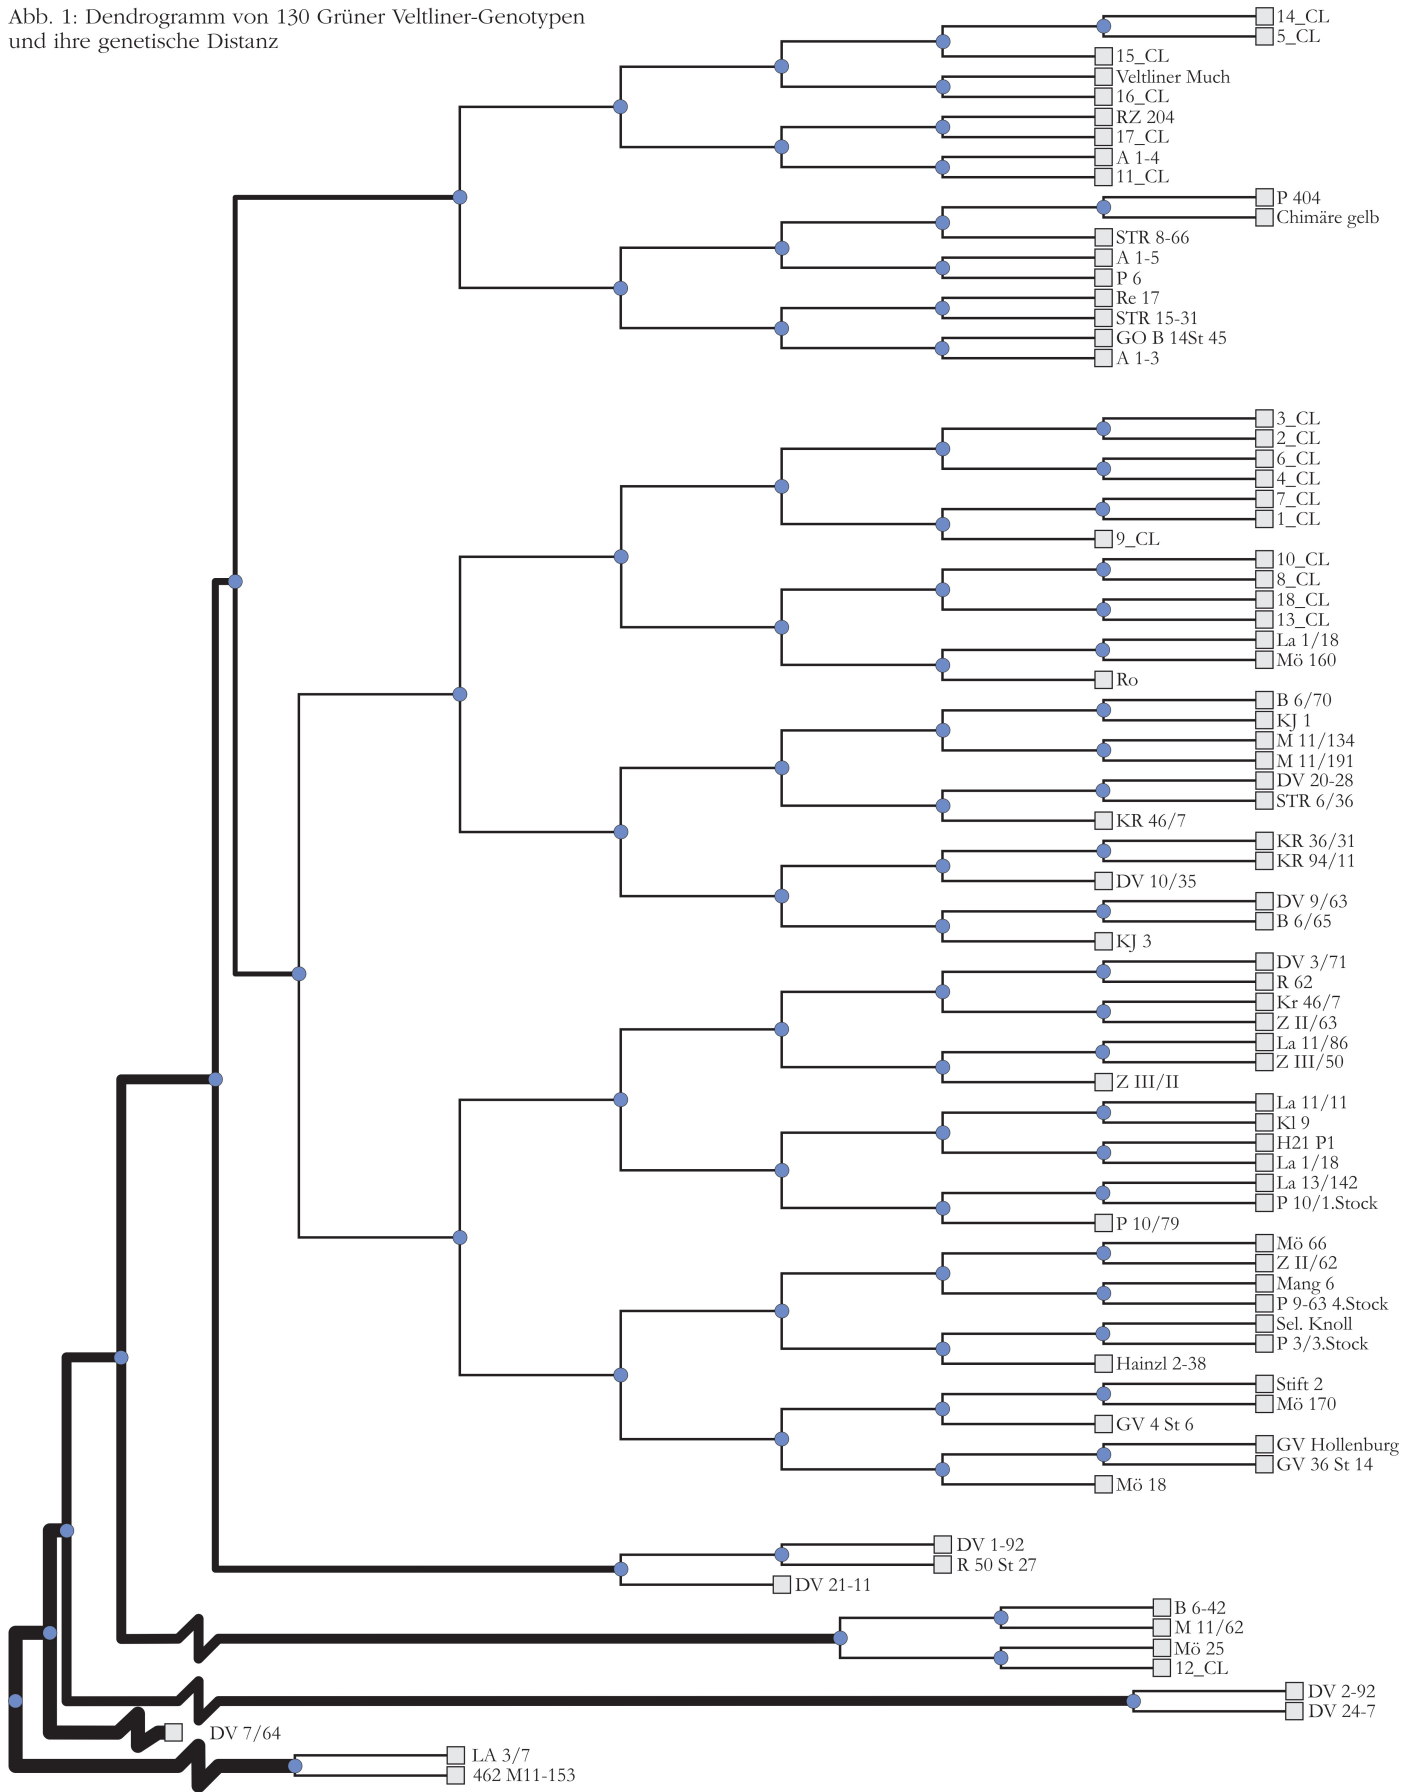 Abb. 1: Dendrogramm von 130 Grüner Veltliner-Genotypen
und ihre genetische Distanz
14_CL
5_CL
15_CL
Veltliner Much
16_CL
RZ 204
17_CL
A 1-4
11_CL
P 404
Chimäre gelb
STR 8-66
A 1-5
P 6
Re 17
STR 15-31
GO B 14St 45
A 1-3
3_CL
2_CL
6_CL
4_CL
7_CL
1_CL
9_CL
10_CL
8_CL
18_CL
13_CL
La 1/18
Mö 160
Ro
B 6/70
KJ 1
M 11/134
M 11/191
DV 20-28
STR 6/36
KR 46/7
KR 36/31
KR 94/11
DV 10/35
DV 9/63
B 6/65
KJ 3
DV 3/71
R 62
Kr 46/7
Z II/63
La 11/86
Z III/50
Z III/II
La 11/11
Kl 9
H21 P1
La 1/18
La 13/142
P 10/1.Stock
P 10/79
Mö 66
Z II/62
Mang 6
P 9-63 4.Stock
Sel. Knoll
P 3/3.Stock
Hainzl 2-38
Stift 2
Mö 170
GV 4 St 6
GV Hollenburg
GV 36 St 14
Mö 18
DV 1-92
R 50 St 27
DV 21-11
B 6-42
M 11/62
Mö 25
12_CL
DV 2-92
DV 24-7
DV 7/64
LA 3/7
462 M11-153